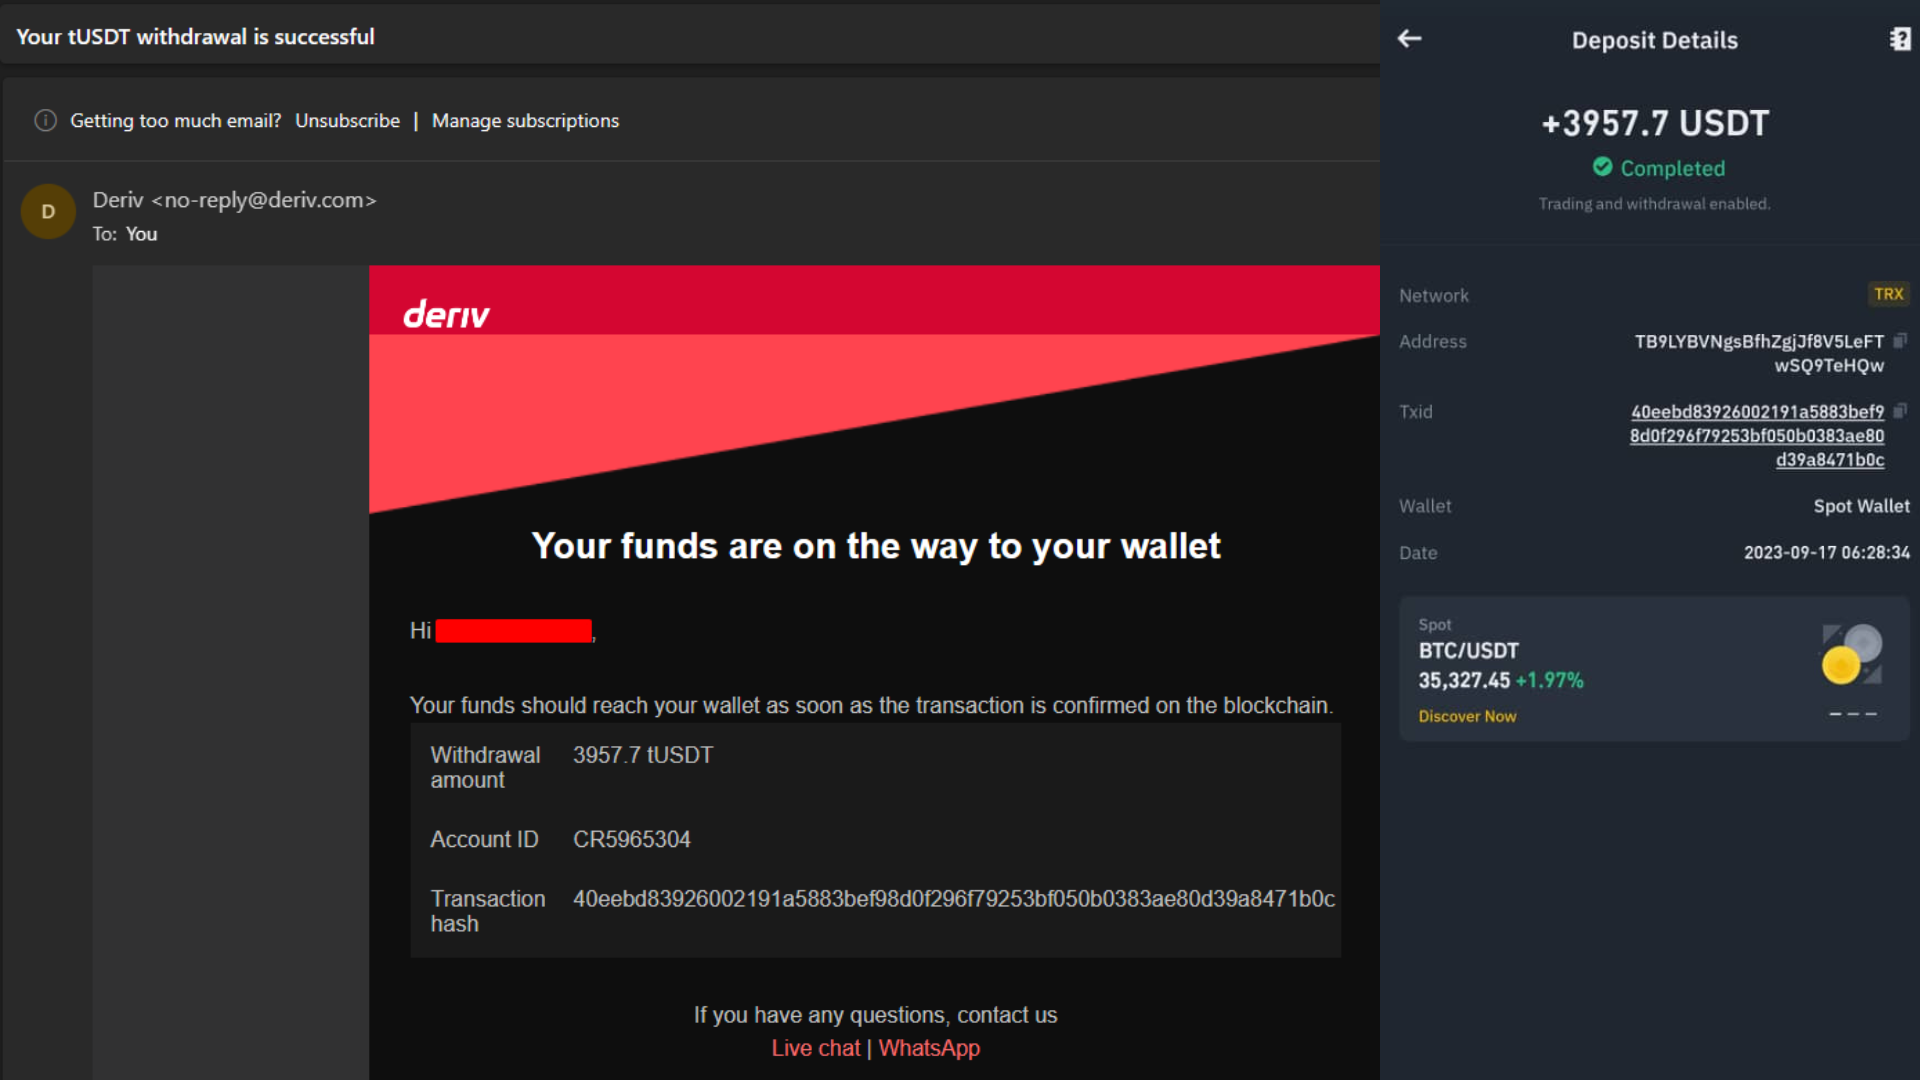 Your tUSDT withdrawal is successful
Getting too much email? Unsubscribe | Manage subscriptions
D
Deriv <no-reply@deriv.com>
To: You
deriv
Your funds are on the way to your wallet
Hi ,
Your funds should reach your wallet as soon as the transaction is confirmed on the blockchain.
Withdrawal 3957.7 tUSDT
amount
Account ID CR5965304
Transaction 40eebd83926002191a5883bef98d0f296f79253bf050b0383ae80d39a8471b0c
hash
If you have any questions, contact us
Live chat | WhatsApp
Deposit Details
+3957.7 USDT
Completed
Trading and withdrawal enabled.
Network TRX
Address TB9LYBVNgsBfhZgjJf8V5LeFT
wSQ9TeHQw
Txid 40eebd83926002191a5883bef9
8d0f296f79253bf050b0383ae80
d39a8471b0c
Wallet Spot Wallet
Date 2023-09-17 06:28:34
Spot
BTC/USDT
35,327.45 +1.97%
Discover Now